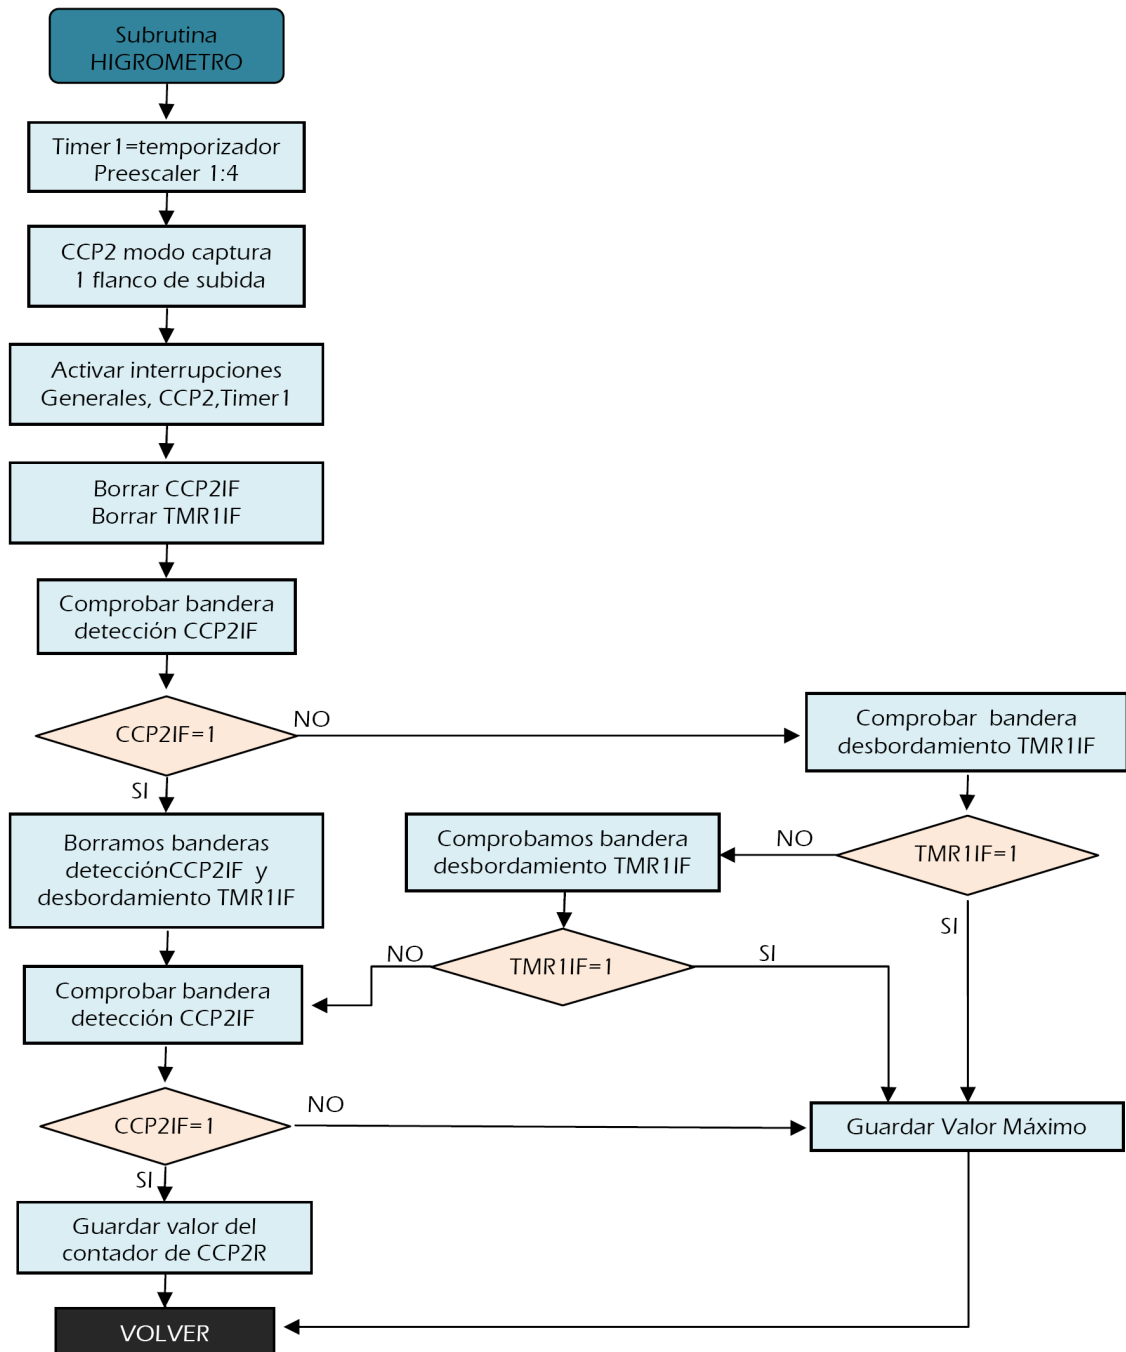 Subrutina
HIGROMETRO
Timer1=temporizador
Preescaler 1:4
CCP2 modo captura
1 flanco de subida
Activar interrupciones
Generales, CCP2,Timer1
Borrar CCP2IF
Borrar TMR1IF
Comprobar bandera
detección CCP2IF
CCP2IF=1
NO
SI
Comprobar bandera
desbordamiento TMR1IF
TMR1IF=1
NO
SI
Comprobamos bandera
desbordamiento TMR1IF
TMR1IF=1
NO
SI
Borramos banderas
detecciónCCP2IF y
desbordamiento TMR1IF
Comprobar bandera
detección CCP2IF
CCP2IF=1
NO
SI
Guardar Valor Máximo
Guardar valor del
contador de CCP2R
VOLVER